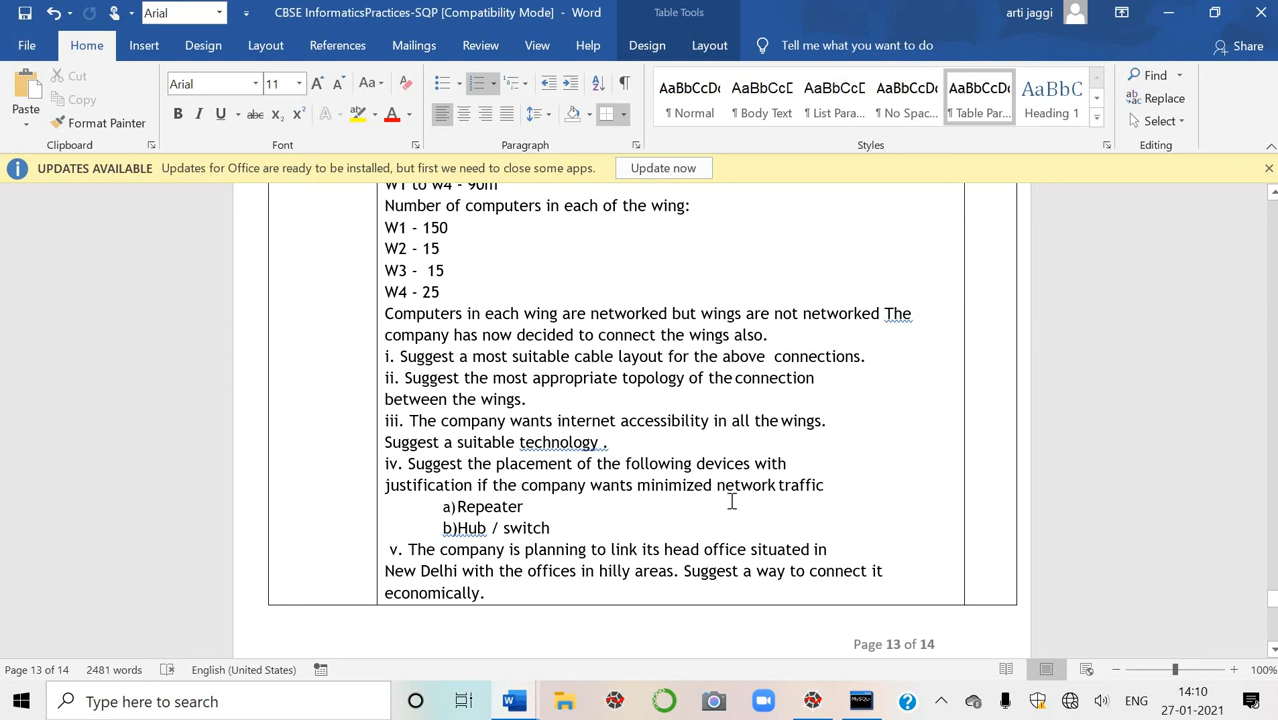 CBSE InformaticsPractices-SQP [Compatibility Mode] - Word
Arial
Table Tools
arti jaggi
File Home Insert Design Layout References Mailings Review View Help Design Layout Tell me what you want to do Share
Paste
Cut
Copy
Format Painter
Clipboard
Arial 11
Aa
B I U abc A A
Font
Paragraph
AaBbCcDc AaBbCcD AaBbCcDc AaBbCcDc AaBbCcDc AaBbC
¶ Normal ¶ Body Text ¶ List Para... ¶ No Spac... ¶ Table Par... Heading 1
Styles
Find
Replace
Select
Editing
UPDATES AVAILABLE Updates for Office are ready to be installed, but first we need to close some apps. Update now
W1 to w4 - 90m
Number of computers in each of the wing:
W1 - 150
W2 - 15
W3 - 15
W4 - 25
Computers in each wing are networked but wings are not networked The
company has now decided to connect the wings also.
i. Suggest a most suitable cable layout for the above connections.
ii. Suggest the most appropriate topology of the connection
between the wings.
iii. The company wants internet accessibility in all the wings.
Suggest a suitable technology .
iv. Suggest the placement of the following devices with
justification if the company wants minimized network traffic
a)Repeater
b)Hub / switch
v. The company is planning to link its head office situated in
New Delhi with the offices in hilly areas. Suggest a way to connect it
economically.
Page 13 of 14
Page 13 of 14 2481 words English (United States) 100%
Type here to search
ENG
14:10
27-01-2021